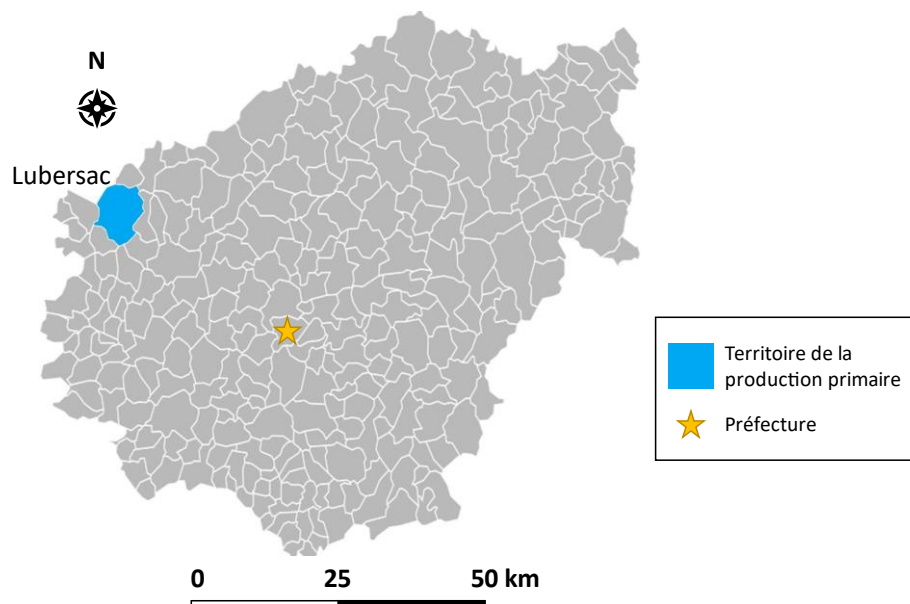 N
Lubersac
Territoire de la
production primaire
Préfecture
0 25 50 km